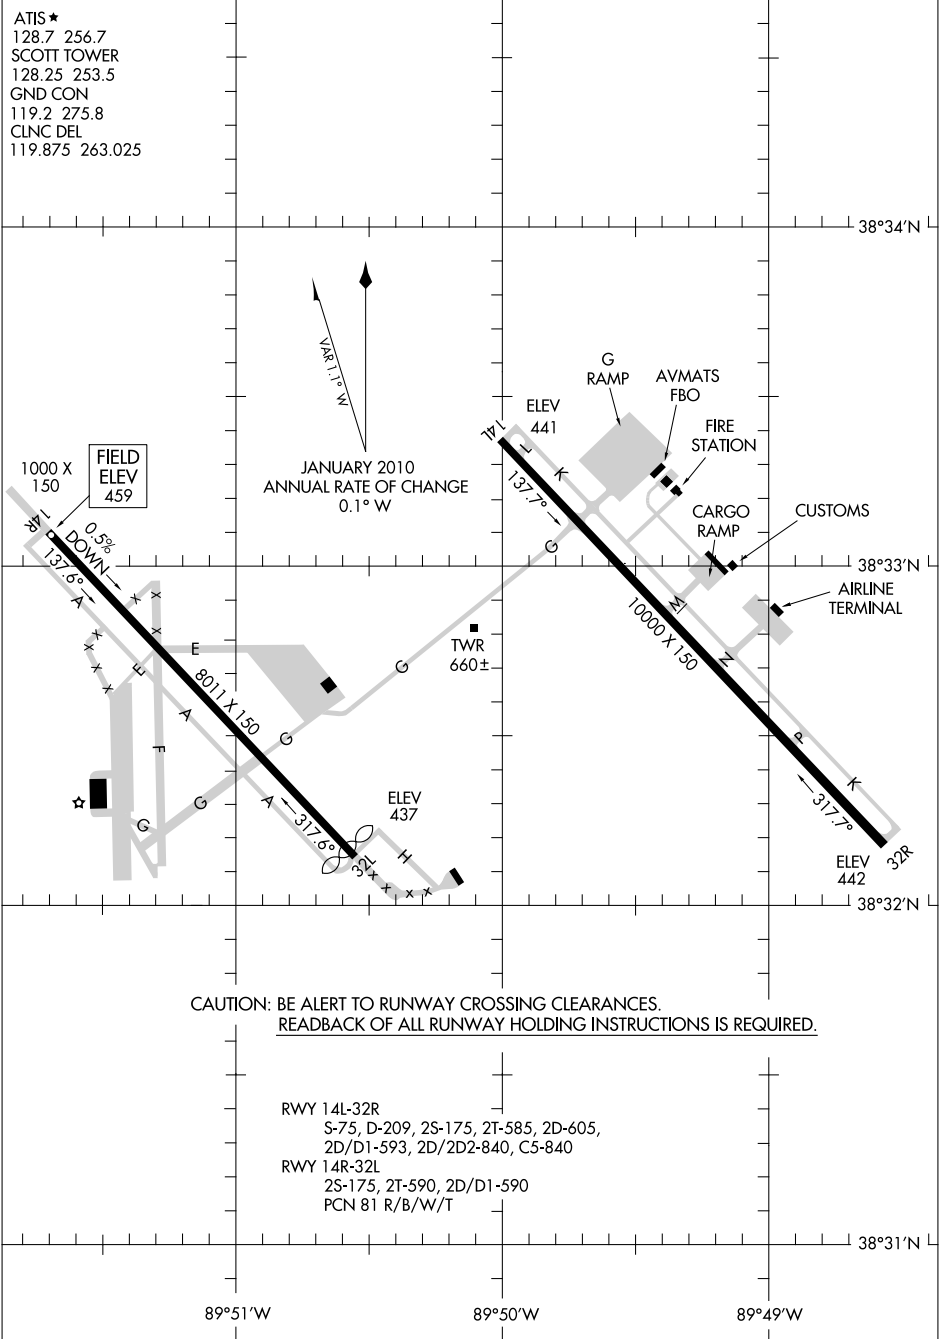 ATIS ★
128.7 256.7
SCOTT TOWER
128.25 253.5
GND CON
119.2 275.8
CLNC DEL
119.875 263.025
38°34'N
VAR 1.1° W
JANUARY 2010
ANNUAL RATE OF CHANGE
0.1° W
G
RAMP
AVMATS
FBO
FIRE
STATION
ELEV
441
14L
L
K
137.7°
G
CARGO
RAMP
CUSTOMS
1000 X
150
FIELD
ELEV
459
14R
0.5%
DOWN
137.6°
A
38°33'N
AIRLINE
TERMINAL
X
X
X
X
X
X
X
X
E
E
TWR
660±
G
10000 X 150
M
N
8011 X 150
A
F
G
G
G
A
P
K
317.7°
ELEV
437
317.6°
32L
H
X
X
X
X
ELEV
442
32R
38°32'N
CAUTION: BE ALERT TO RUNWAY CROSSING CLEARANCES.
READBACK OF ALL RUNWAY HOLDING INSTRUCTIONS IS REQUIRED.
RWY 14L-32R
S-75, D-209, 2S-175, 2T-585, 2D-605,
2D/D1-593, 2D/2D2-840, C5-840
RWY 14R-32L
2S-175, 2T-590, 2D/D1-590
PCN 81 R/B/W/T
38°31'N
89°51'W
89°50'W
89°49'W